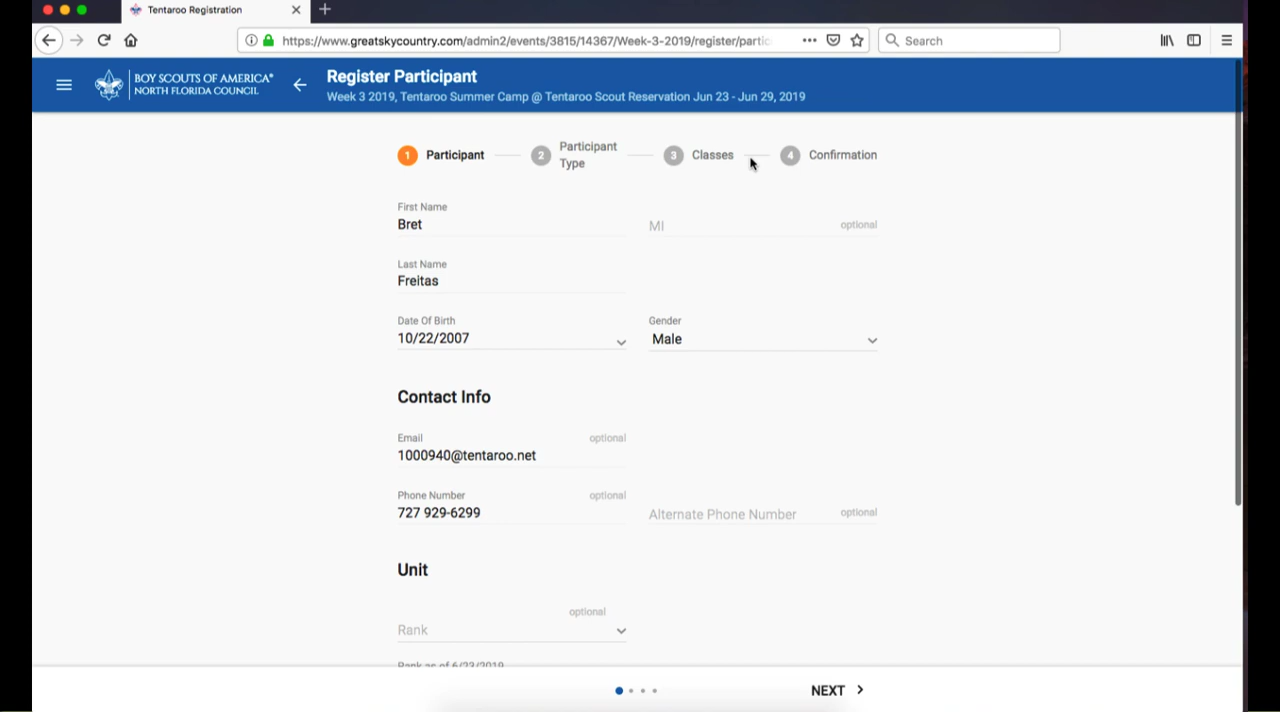 Tentaroo Registration
https://www.greatskycountry.com/admin2/events/3815/14367/Week-3-2019/register/partic
Search
BOY SCOUTS OF AMERICA®
NORTH FLORIDA COUNCIL
Register Participant
Week 3 2019, Tentaroo Summer Camp @ Tentaroo Scout Reservation Jun 23 - Jun 29, 2019
1 Participant
2 Participant Type
3 Classes
4 Confirmation
First Name
Bret
MI optional
Last Name
Freitas
Date Of Birth
10/22/2007
Gender
Male
Contact Info
Email optional
1000940@tentaroo.net
Phone Number optional
727 929-6299
Alternate Phone Number optional
Unit
optional
Rank
Rank as of 6/23/2019
NEXT